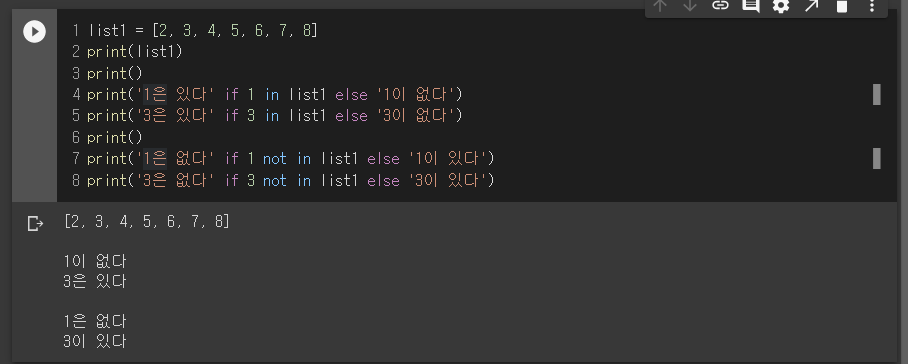 1 list1 = [2, 3, 4, 5, 6, 7, 8]
2 print(list1)
3 print()
4 print('1은 있다' if 1 in list1 else '1이 없다')
5 print('3은 있다' if 3 in list1 else '3이 없다')
6 print()
7 print('1은 없다' if 1 not in list1 else '1이 있다')
8 print('3은 없다' if 3 not in list1 else '3이 있다')
[2, 3, 4, 5, 6, 7, 8]
1이 없다
3은 있다
1은 없다
3이 있다